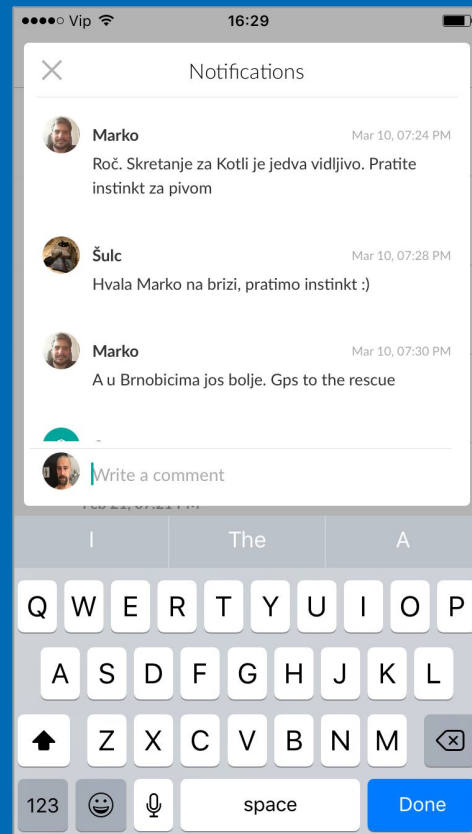 Vip 16:29
Notifications
Marko Mar 10, 07:24 PM
Roč. Skretanje za Kotli je jedva vidljivo. Pratite
instinkt za pivom
Šulc Mar 10, 07:28 PM
Hvala Marko na brizi, pratimo instinkt :)
Marko Mar 10, 07:30 PM
A u Brnobicima jos bolje. Gps to the rescue
Write a comment
I The A
Q W E R T Y U I O P
A S D F G H J K L
Z X C V B N M
123 space Done